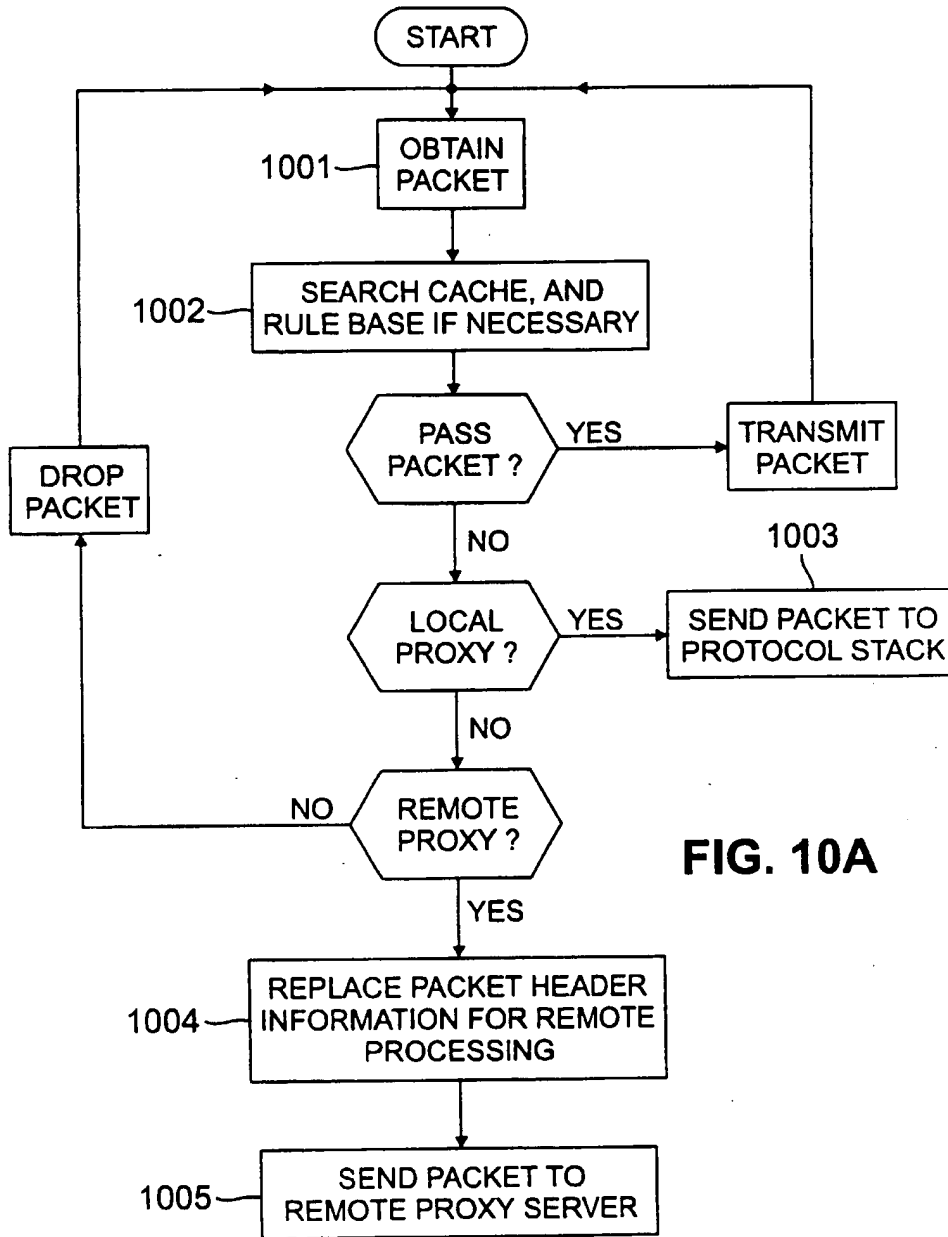 START
1001
OBTAIN
PACKET
1002
SEARCH CACHE, AND
RULE BASE IF NECESSARY
PASS
PACKET ?
YES
TRANSMIT
PACKET
DROP
PACKET
NO
1003
LOCAL
PROXY ?
YES
SEND PACKET TO
PROTOCOL STACK
NO
NO
REMOTE
PROXY ?
FIG. 10A
YES
1004
REPLACE PACKET HEADER
INFORMATION FOR REMOTE
PROCESSING
1005
SEND PACKET TO
REMOTE PROXY SERVER